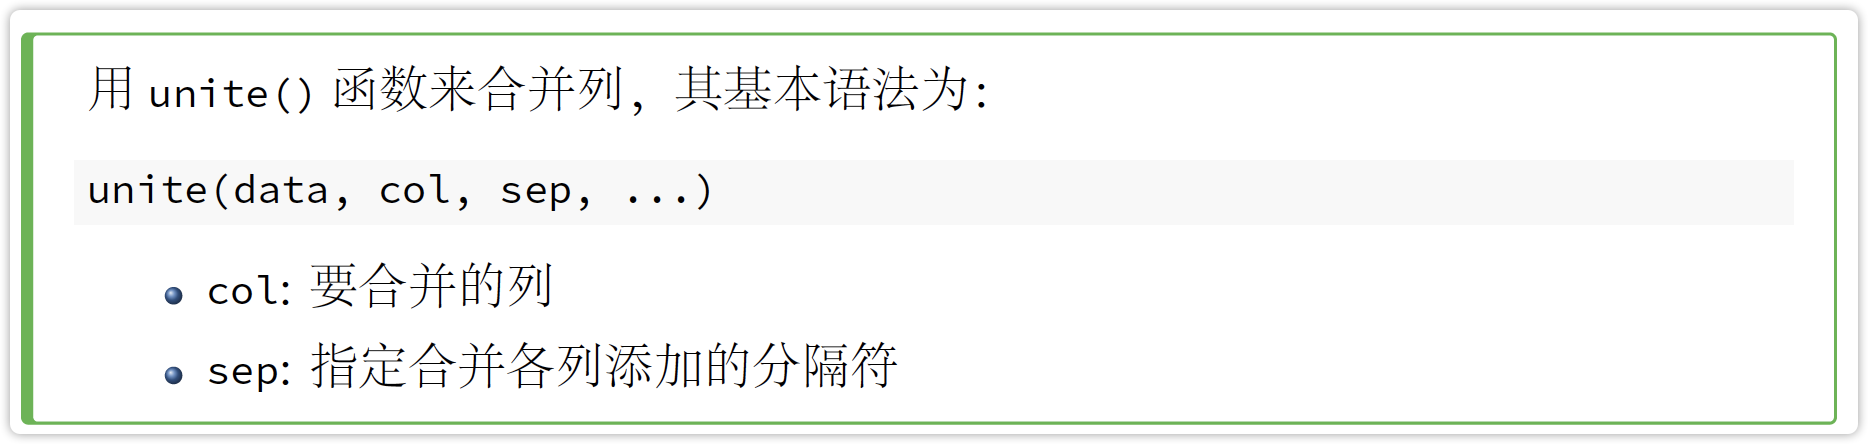 用 unite() 函数来合并列，其基本语法为：
unite(data, col, sep, ...)
col: 要合并的列
sep: 指定合并各列添加的分隔符